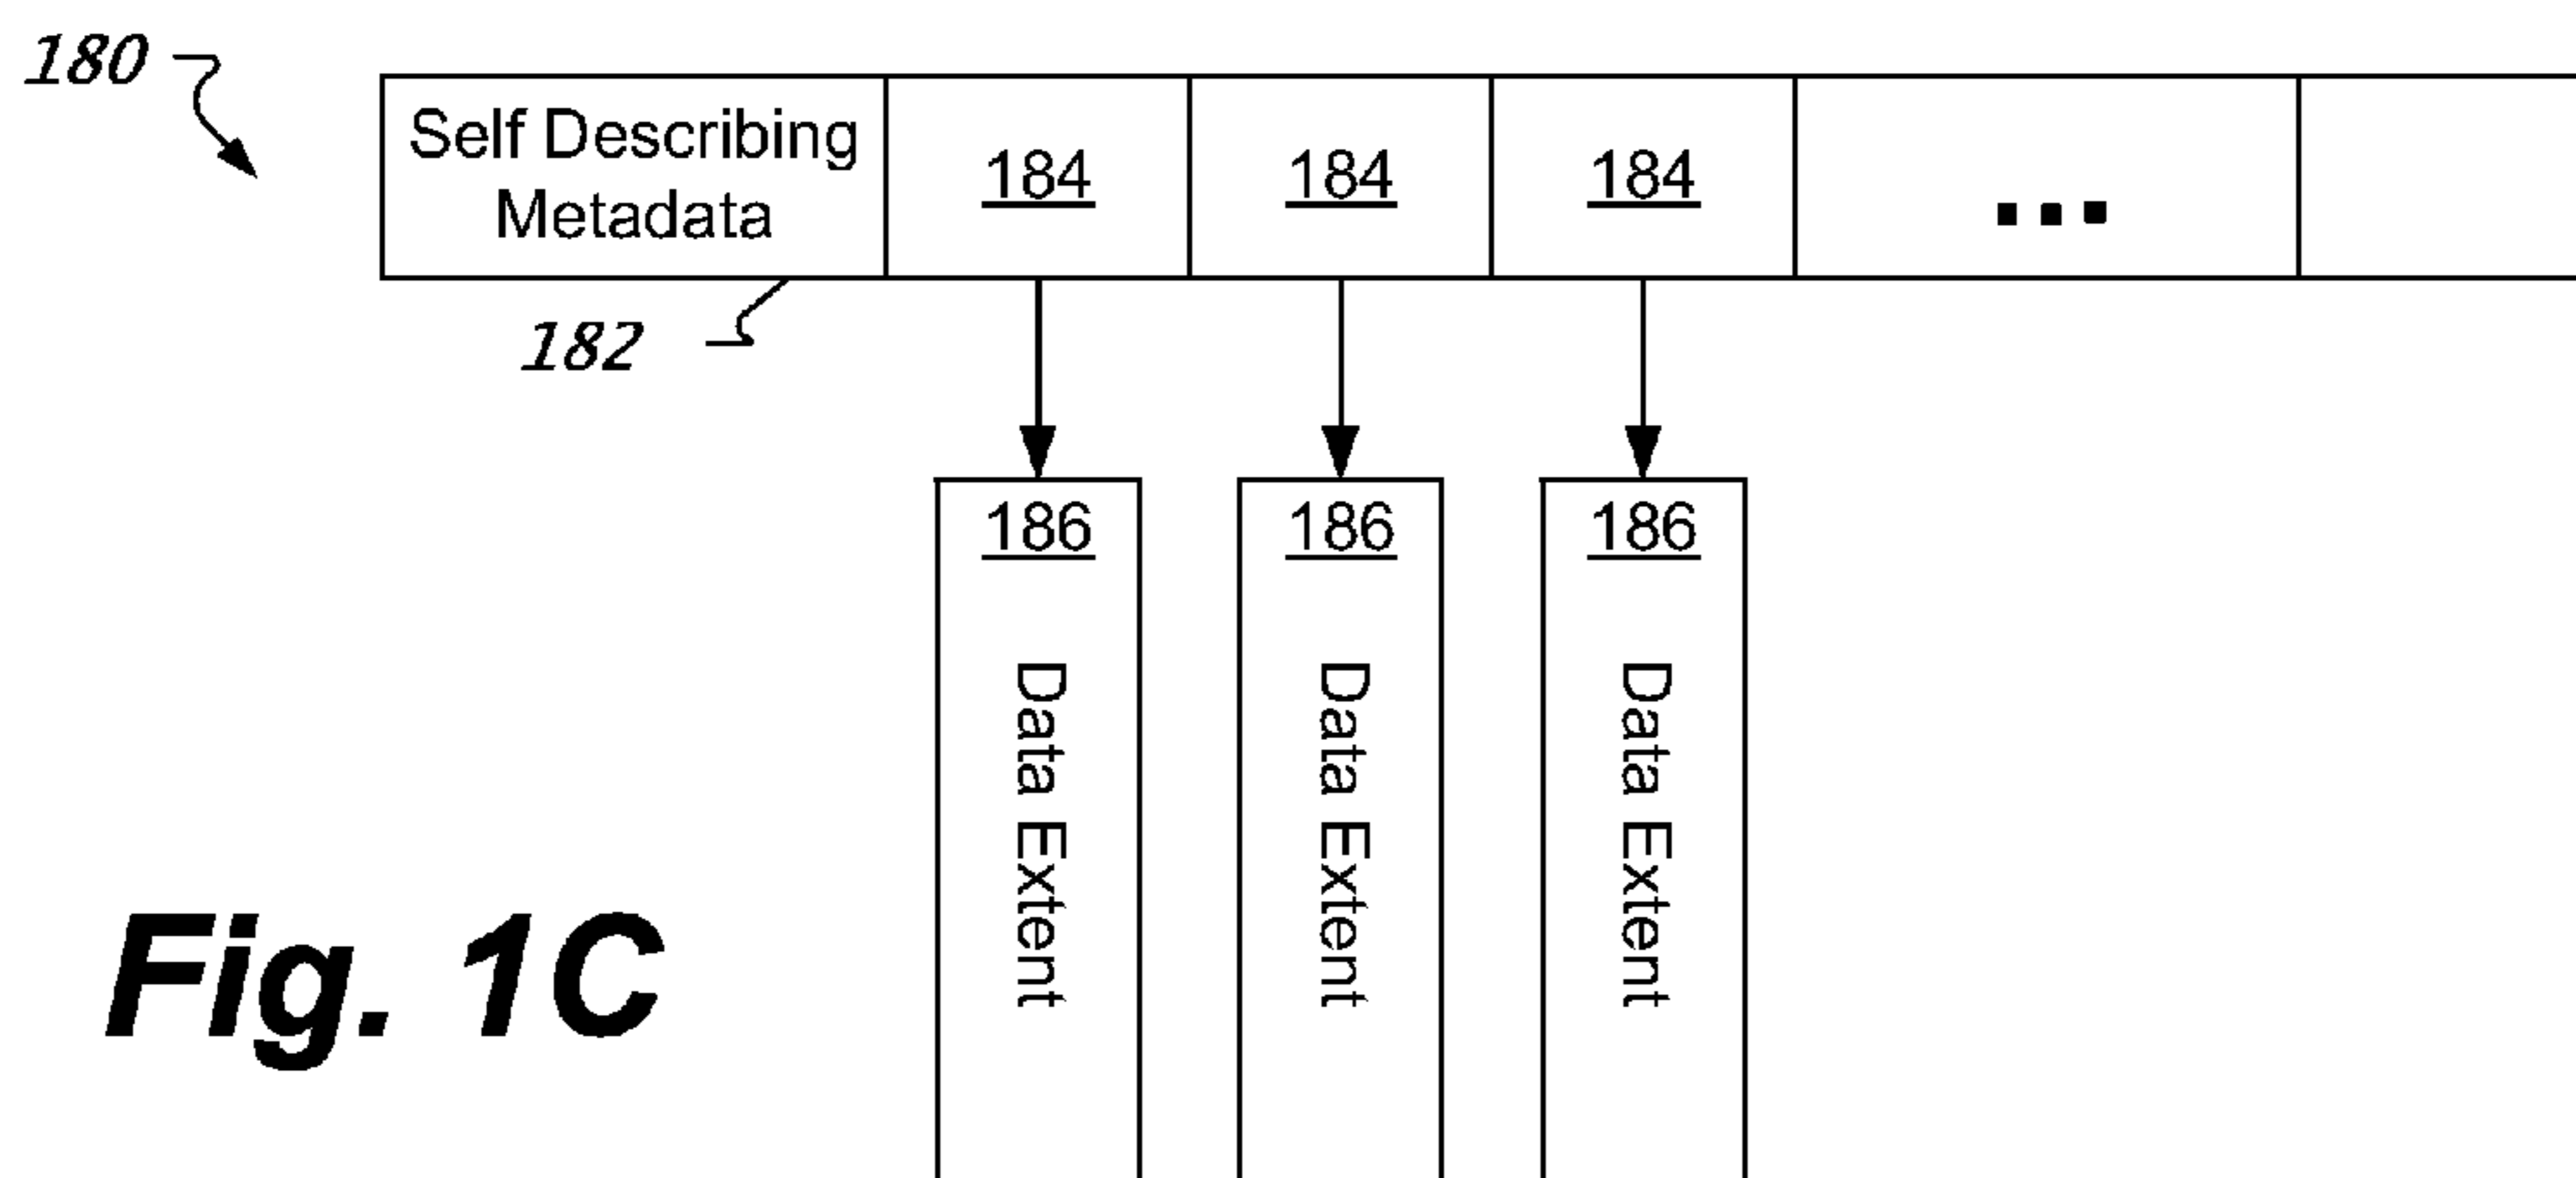 180
Self Describing
Metadata
184
184
184
...
182
186
186
186
Data Extent
Data Extent
Data Extent
Fig. 1C